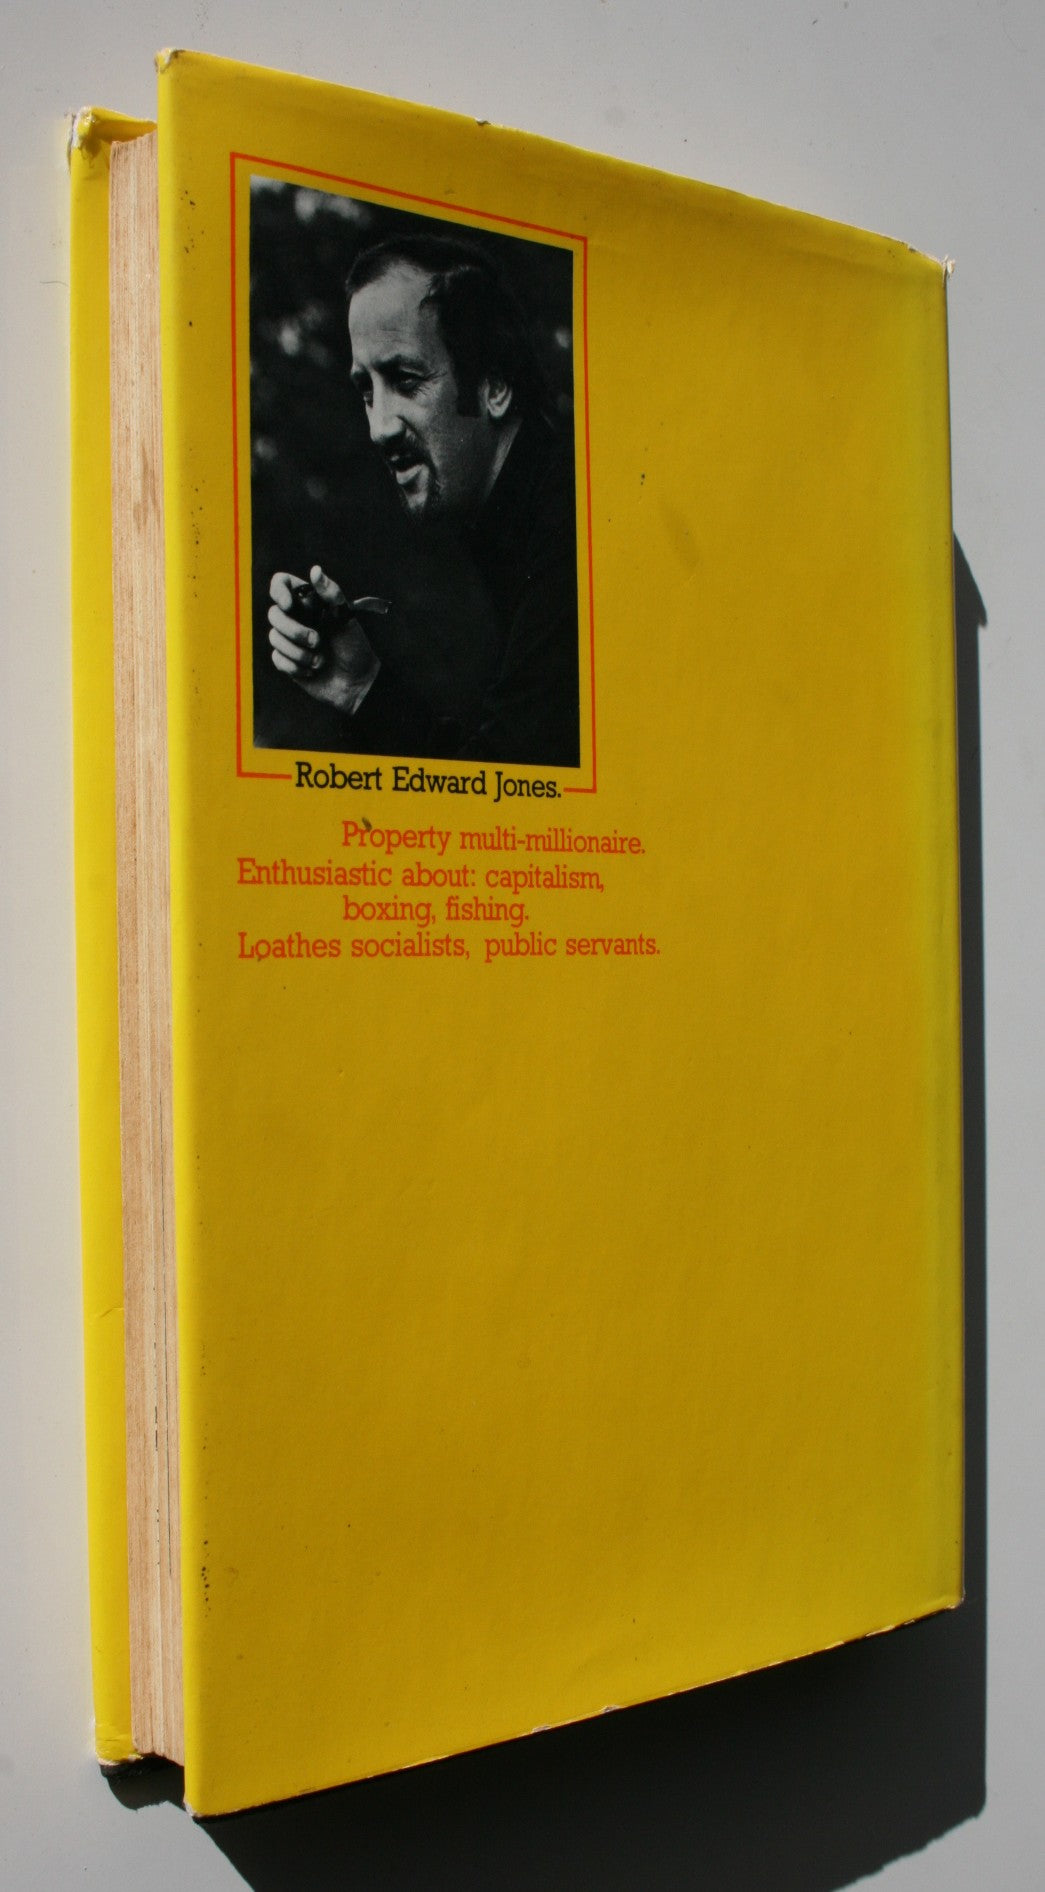 Robert Edward Jones.
Property multi-millionaire.
Enthusiastic about: capitalism,
boxing, fishing.
Loathes socialists, public servants.